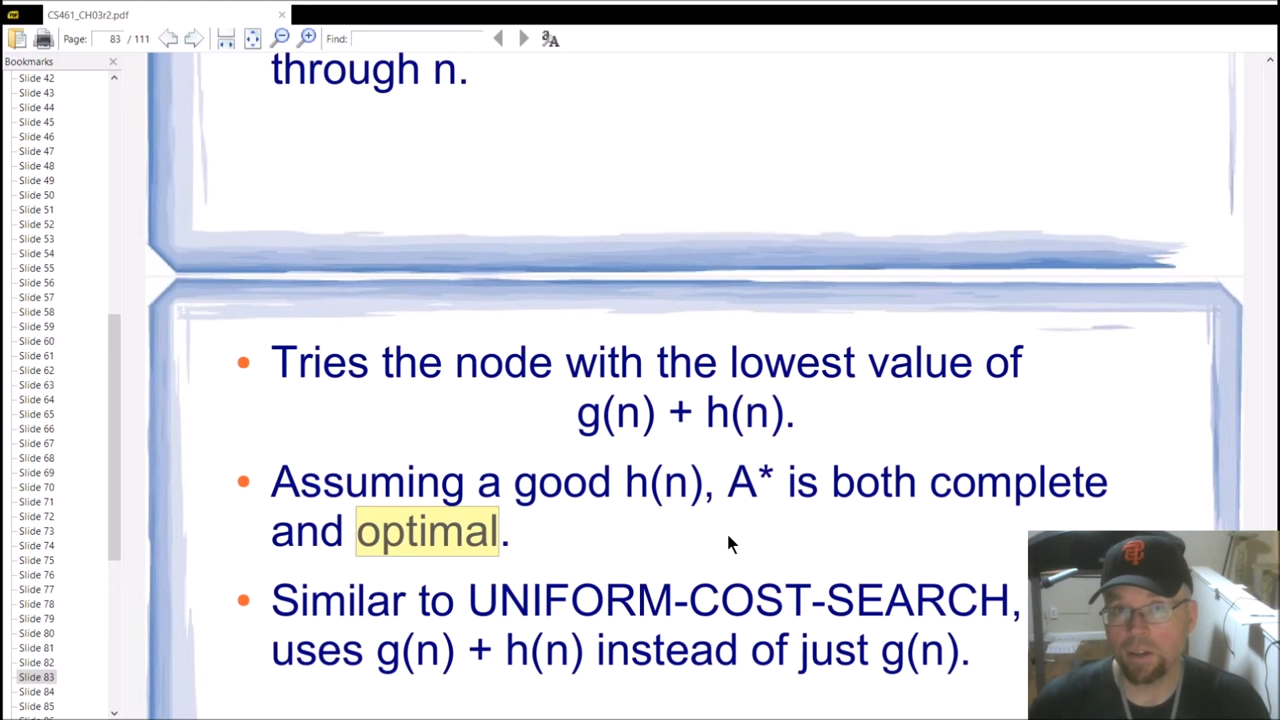 CS461_CH03r2.pdf
Page: 83 / 111
Find:
Bookmarks
Slide 42
Slide 43
Slide 44
Slide 45
Slide 46
Slide 47
Slide 48
Slide 49
Slide 50
Slide 51
Slide 52
Slide 53
Slide 54
Slide 55
Slide 56
Slide 57
Slide 58
Slide 59
Slide 60
Slide 61
Slide 62
Slide 63
Slide 64
Slide 65
Slide 66
Slide 67
Slide 68
Slide 69
Slide 70
Slide 71
Slide 72
Slide 73
Slide 74
Slide 75
Slide 76
Slide 77
Slide 78
Slide 79
Slide 80
Slide 81
Slide 82
Slide 83
Slide 84
Slide 85
through n.
• Tries the node with the lowest value of
g(n) + h(n).
• Assuming a good h(n), A* is both complete
and optimal.
• Similar to UNIFORM-COST-SEARCH,
uses g(n) + h(n) instead of just g(n).